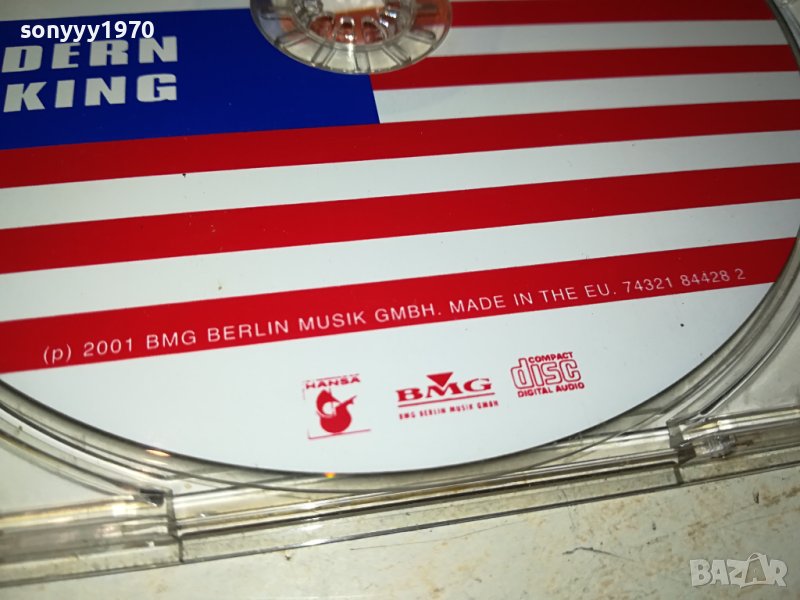 sonyyy1970
DERN
KING
(p) 2001 BMG BERLIN MUSIK GMBH. MADE IN THE EU. 74321 84428 2
HANSA
BMG
BMG BERLIN MUSIK GMBH
COMPACT
disc
DIGITAL AUDIO
BAZAR